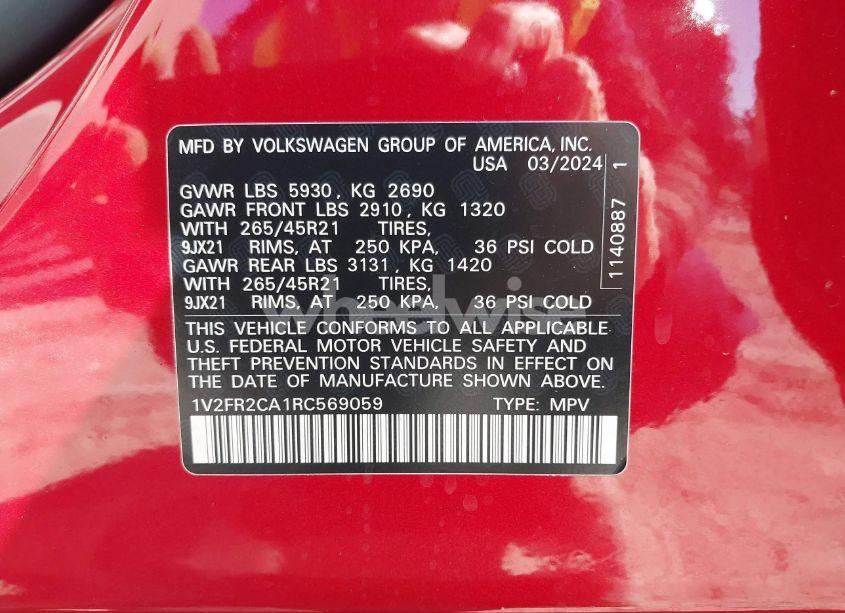 MFD BY VOLKSWAGEN GROUP OF AMERICA, INC.
USA 03/2024
GVWR LBS 5930, KG 2690
GAWR FRONT LBS 2910, KG 1320
WITH 265/45R21 TIRES,
9JX21 RIMS, AT 250 KPA, 36 PSI COLD
GAWR REAR LBS 3131, KG 1420
WITH 265/45R21 TIRES,
9JX21 RIMS, AT 250 KPA, 36 PSI COLD
1140887 1
wheelwise
THIS VEHICLE CONFORMS TO ALL APPLICABLE
U.S. FEDERAL MOTOR VEHICLE SAFETY AND
THEFT PREVENTION STANDARDS IN EFFECT ON
THE DATE OF MANUFACTURE SHOWN ABOVE.
1V2FR2CA1RC569059 TYPE: MPV